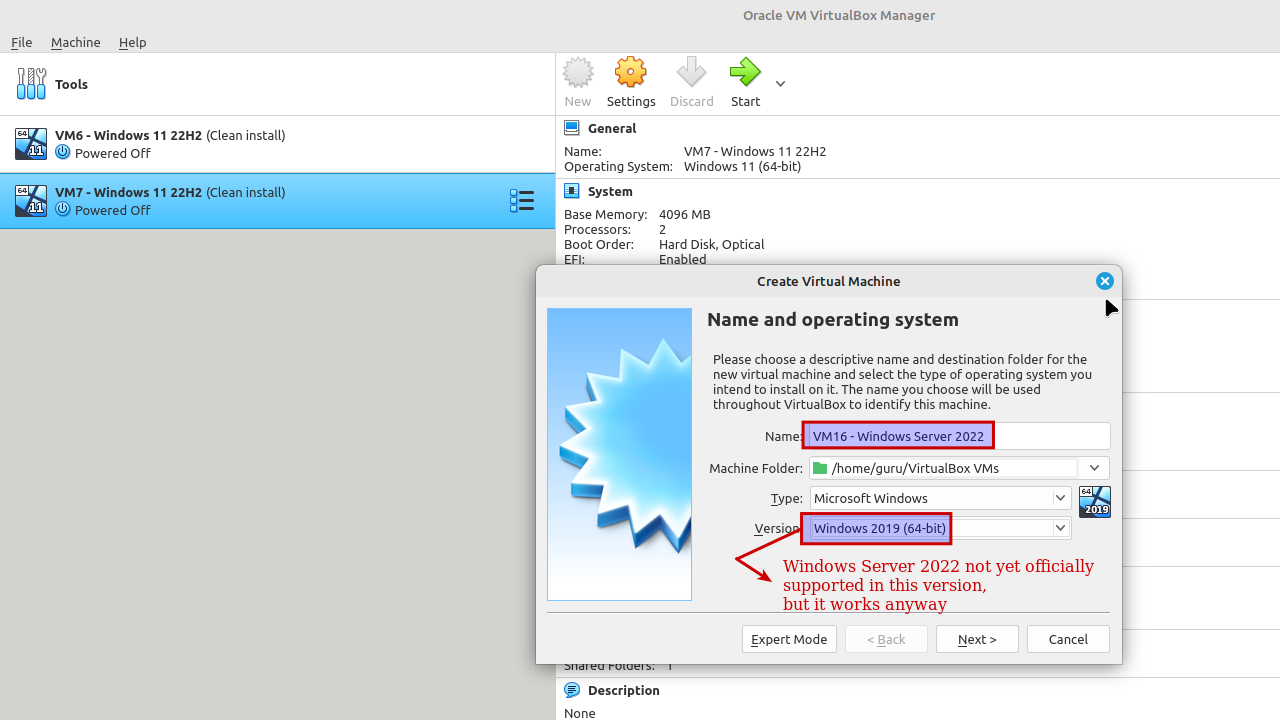 Oracle VM VirtualBox Manager
File Machine Help
Tools
New Settings Discard Start
VM6 - Windows 11 22H2 (Clean install)
Powered Off
VM7 - Windows 11 22H2 (Clean install)
Powered Off
64
11
64
11
General
Name: VM7 - Windows 11 22H2
Operating System: Windows 11 (64-bit)
System
Base Memory: 4096 MB
Processors: 2
Boot Order: Hard Disk, Optical
EFI: Enabled
Create Virtual Machine
Name and operating system
Please choose a descriptive name and destination folder for the
new virtual machine and select the type of operating system you
intend to install on it. The name you choose will be used
throughout VirtualBox to identify this machine.
Name: VM16 - Windows Server 2022
Machine Folder: /home/guru/VirtualBox VMs
Type: Microsoft Windows
64
2019
Version: Windows 2019 (64-bit)
Windows Server 2022 not yet officially
supported in this version,
but it works anyway
Expert Mode < Back Next > Cancel
Shared Folders: 1
Description
None